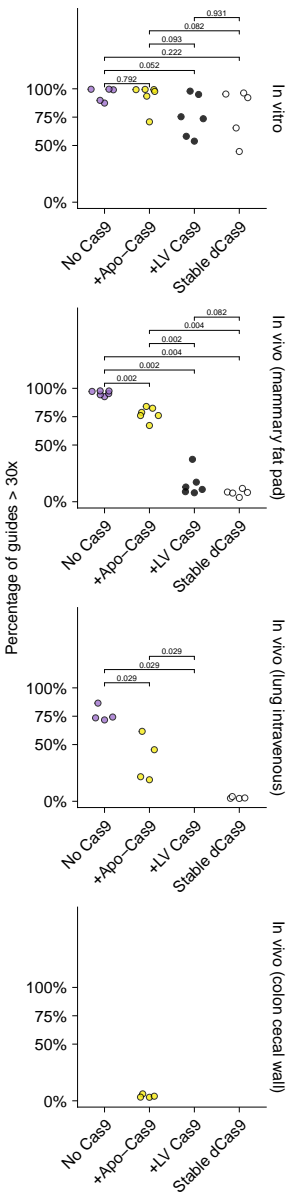 Percentage of guides > 30x
In vitro
0.931
0.082
0.093
0.222
0.052
0.792
100%
75%
50%
0%
No Cas9
+Apo−Cas9
+LV Cas9
Stable dCas9
In vivo (mammary fat pad)
0.082
0.004
0.002
0.004
0.002
0.002
100%
75%
50%
0%
No Cas9
+Apo−Cas9
+LV Cas9
Stable dCas9
In vivo (lung intravenous)
0.029
0.029
0.029
100%
75%
50%
0%
No Cas9
+Apo−Cas9
+LV Cas9
Stable dCas9
In vivo (colon cecal wall)
100%
75%
50%
0%
No Cas9
+Apo−Cas9
+LV Cas9
Stable dCas9